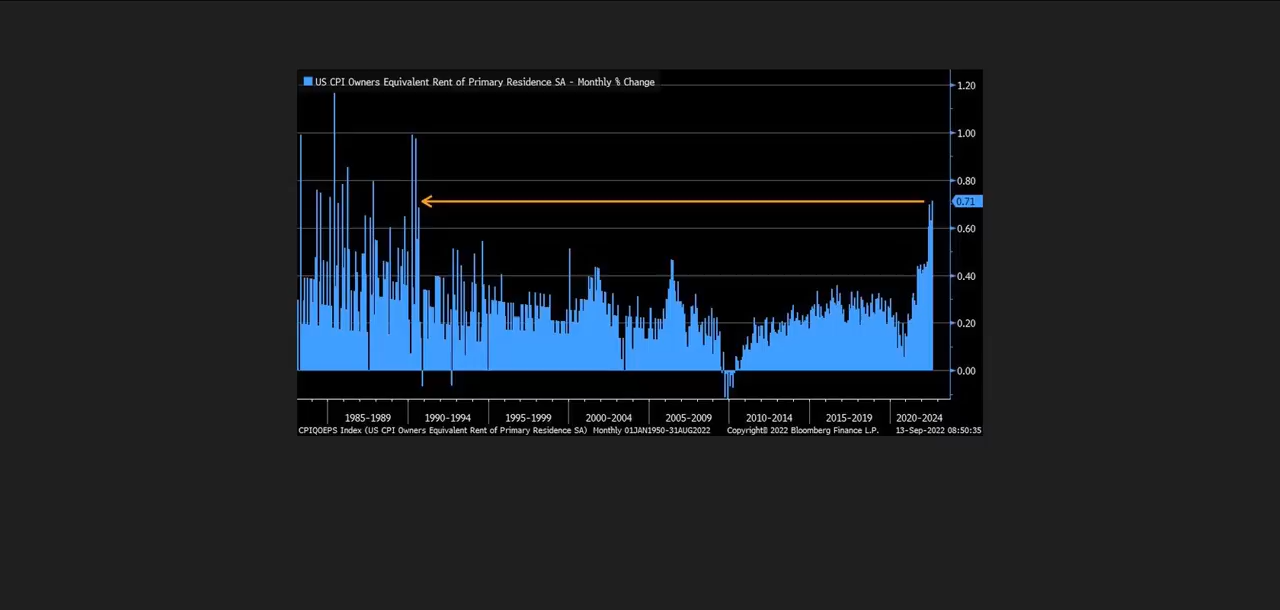 US CPI Owners Equivalent Rent of Primary Residence SA - Monthly % Change
1.20
1.00
0.80
0.71
0.60
0.40
0.20
0.00
1985-1989 1990-1994 1995-1999 2000-2004 2005-2009 2010-2014 2015-2019 2020-2024
CPIQOEPS Index (US CPI Owners Equivalent Rent of Primary Residence SA) Monthly 01JAN1950-31AUG2022 Copyright© 2022 Bloomberg Finance L.P. 13-Sep-2022 08:50:35